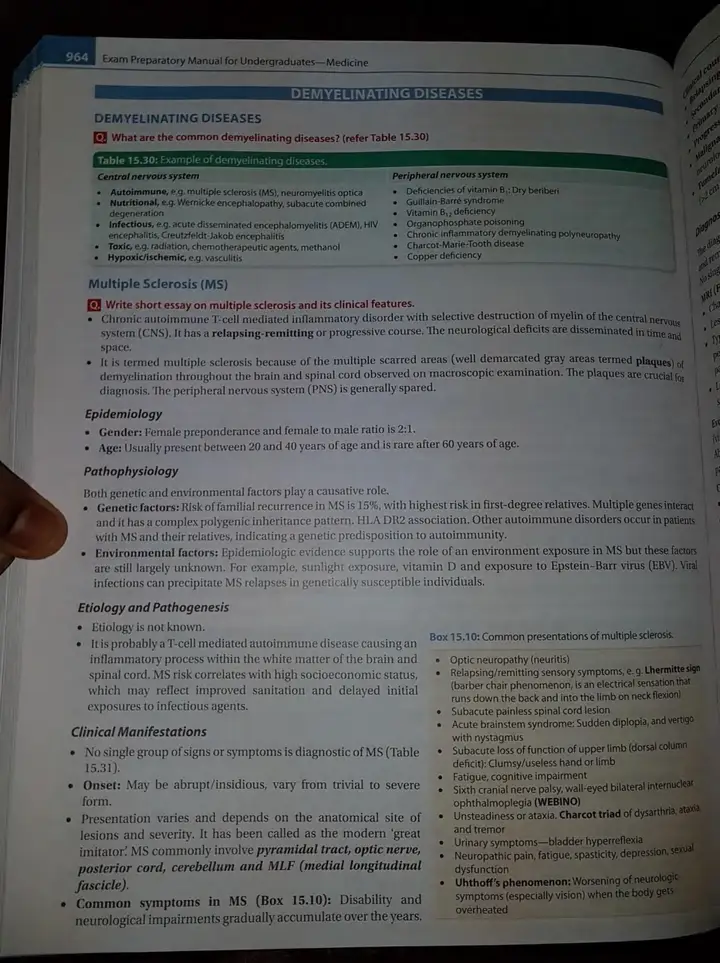 964 Exam Preparatory Manual for Undergraduates—Medicine
DEMYELINATING DISEASES
DEMYELINATING DISEASES
Q. What are the common demyelinating diseases? (refer Table 15.30)
Table 15.30: Example of demyelinating diseases.
Central nervous system
• Autoimmune, e.g. multiple sclerosis (MS), neuromyelitis optica
• Nutritional, e.g. Wernicke encephalopathy, subacute combined
degeneration
• Infectious, e.g. acute disseminated encephalomyelitis (ADEM), HIV
encephalitis, Creutzfeldt-Jakob encephalitis
• Toxic, e.g. radiation, chemotherapeutic agents, methanol
• Hypoxic/ischemic, e.g. vasculitis
Peripheral nervous system
• Deficiencies of vitamin B1: Dry beriberi
• Guillain-Barré syndrome
• Vitamin B12 deficiency
• Organophosphate poisoning
• Chronic inflammatory demyelinating polyneuropathy
• Charcot-Marie-Tooth disease
• Copper deficiency
Multiple Sclerosis (MS)
Q. Write short essay on multiple sclerosis and its clinical features.
• Chronic autoimmune T-cell mediated inflammatory disorder with selective destruction of myelin of the central nervous
system (CNS). It has a relapsing-remitting or progressive course. The neurological deficits are disseminated in time and
space.
• It is termed multiple sclerosis because of the multiple scarred areas (well demarcated gray areas termed plaques) of
demyelination throughout the brain and spinal cord observed on macroscopic examination. The plaques are crucial for
diagnosis. The peripheral nervous system (PNS) is generally spared.
Epidemiology
• Gender: Female preponderance and female to male ratio is 2:1.
• Age: Usually present between 20 and 40 years of age and is rare after 60 years of age.
Pathophysiology
Both genetic and environmental factors play a causative role.
• Genetic factors: Risk of familial recurrence in MS is 15%, with highest risk in first-degree relatives. Multiple genes interact
and it has a complex polygenic inheritance pattern. HLA DR2 association. Other autoimmune disorders occur in patients
with MS and their relatives, indicating a genetic predisposition to autoimmunity.
• Environmental factors: Epidemiologic evidence supports the role of an environment exposure in MS but these factors
are still largely unknown. For example, sunlight exposure, vitamin D and exposure to Epstein–Barr virus (EBV). Viral
infections can precipitate MS relapses in genetically susceptible individuals.
Etiology and Pathogenesis
• Etiology is not known.
• It is probably a T-cell mediated autoimmune disease causing an
inflammatory process within the white matter of the brain and
spinal cord. MS risk correlates with high socioeconomic status,
which may reflect improved sanitation and delayed initial
exposures to infectious agents.
Clinical Manifestations
• No single group of signs or symptoms is diagnostic of MS (Table
15.31).
• Onset: May be abrupt/insidious, vary from trivial to severe
form.
• Presentation varies and depends on the anatomical site of
lesions and severity. It has been called as the modern 'great
imitator.' MS commonly involve pyramidal tract, optic nerve,
posterior cord, cerebellum and MLF (medial longitudinal
fascicle).
• Common symptoms in MS (Box 15.10): Disability and
neurological impairments gradually accumulate over the years.
Box 15.10: Common presentations of multiple sclerosis.
• Optic neuropathy (neuritis)
• Relapsing/remitting sensory symptoms, e. g. Lhermitte sign
(barber chair phenomenon, is an electrical sensation that
runs down the back and into the limb on neck flexion)
• Subacute painless spinal cord lesion
• Acute brainstem syndrome: Sudden diplopia, and vertigo
with nystagmus
• Subacute loss of function of upper limb (dorsal column
deficit): Clumsy/useless hand or limb
• Fatigue, cognitive impairment
• Sixth cranial nerve palsy, wall-eyed bilateral internuclear
ophthalmoplegia (WEBINO)
• Unsteadiness or ataxia. Charcot triad of dysarthria, ataxia
and tremor
• Urinary symptoms—bladder hyperreflexia
• Neuropathic pain, fatigue, spasticity, depression, sexual
dysfunction
• Uhthoff's phenomenon: Worsening of neurologic
symptoms (especially vision) when the body gets
overheated